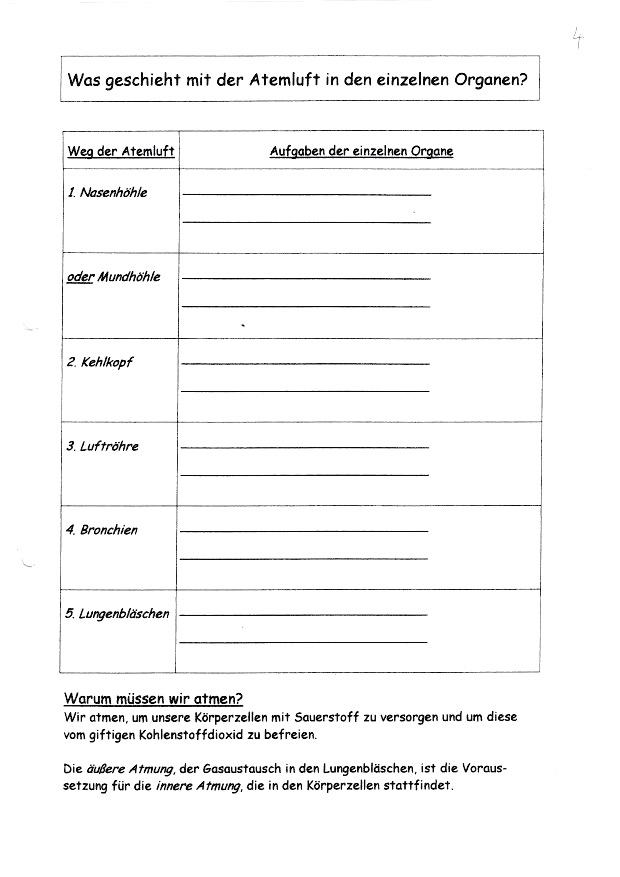 4
Was geschieht mit der Atemluft in den einzelnen Organen?
Weg der Atemluft
Aufgaben der einzelnen Organe
1. Nasenhöhle
oder Mundhöhle
2. Kehlkopf
3. Luftröhre
4. Bronchien
5. Lungenbläschen
Warum müssen wir atmen?
Wir atmen, um unsere Körperzellen mit Sauerstoff zu versorgen und um diese
vom giftigen Kohlenstoffdioxid zu befreien.
Die äußere Atmung, der Gasaustausch in den Lungenbläschen, ist die Voraus-
setzung für die innere Atmung, die in den Körperzellen stattfindet.